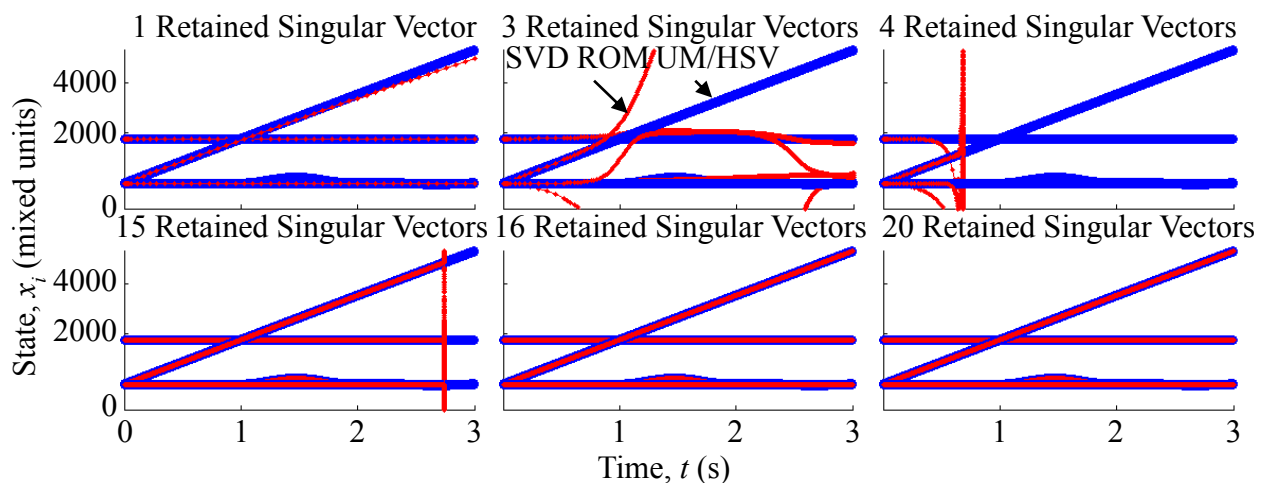 1 Retained Singular Vector
3 Retained Singular Vectors
4 Retained Singular Vectors
SVD ROM UM/HSV
4000
2000
0
15 Retained Singular Vectors
16 Retained Singular Vectors
20 Retained Singular Vectors
4000
2000
0
State, xᵢ (mixed units)
0 1 2 3
1 2 3
1 2 3
Time, t (s)